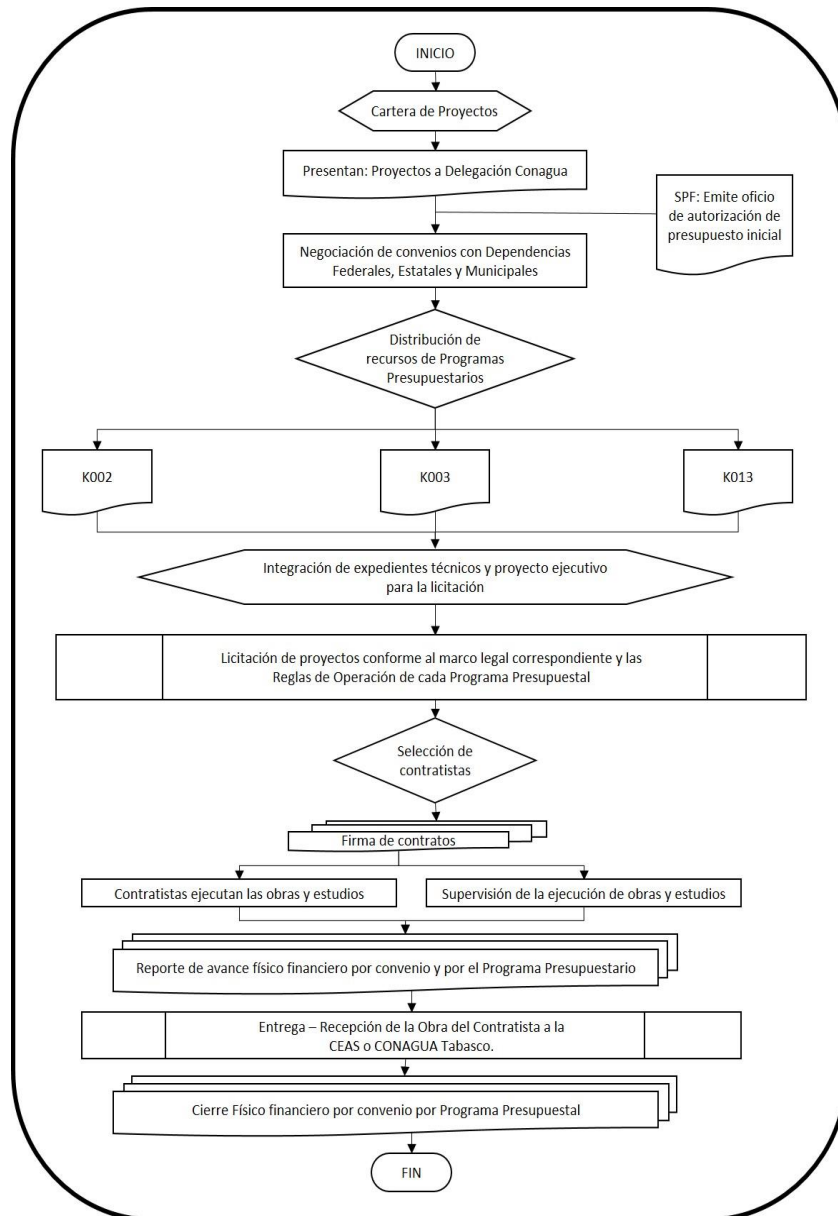 INICIO
Cartera de Proyectos
Presentan: Proyectos a Delegación Conagua
SPF: Emite oficio
de autorización de
presupuesto inicial
Negociación de convenios con Dependencias
Federales, Estatales y Municipales
Distribución de
recursos de Programas
Presupuestarios
K002
K003
K013
Integración de expedientes técnicos y proyecto ejecutivo
para la licitación
Licitación de proyectos conforme al marco legal correspondiente y las
Reglas de Operación de cada Programa Presupuestal
Selección de
contratistas
Firma de contratos
Contratistas ejecutan las obras y estudios
Supervisión de la ejecución de obras y estudios
Reporte de avance físico financiero por convenio y por el Programa Presupuestario
Entrega – Recepción de la Obra del Contratista a la
CEAS o CONAGUA Tabasco.
Cierre Físico financiero por convenio por Programa Presupuestal
FIN